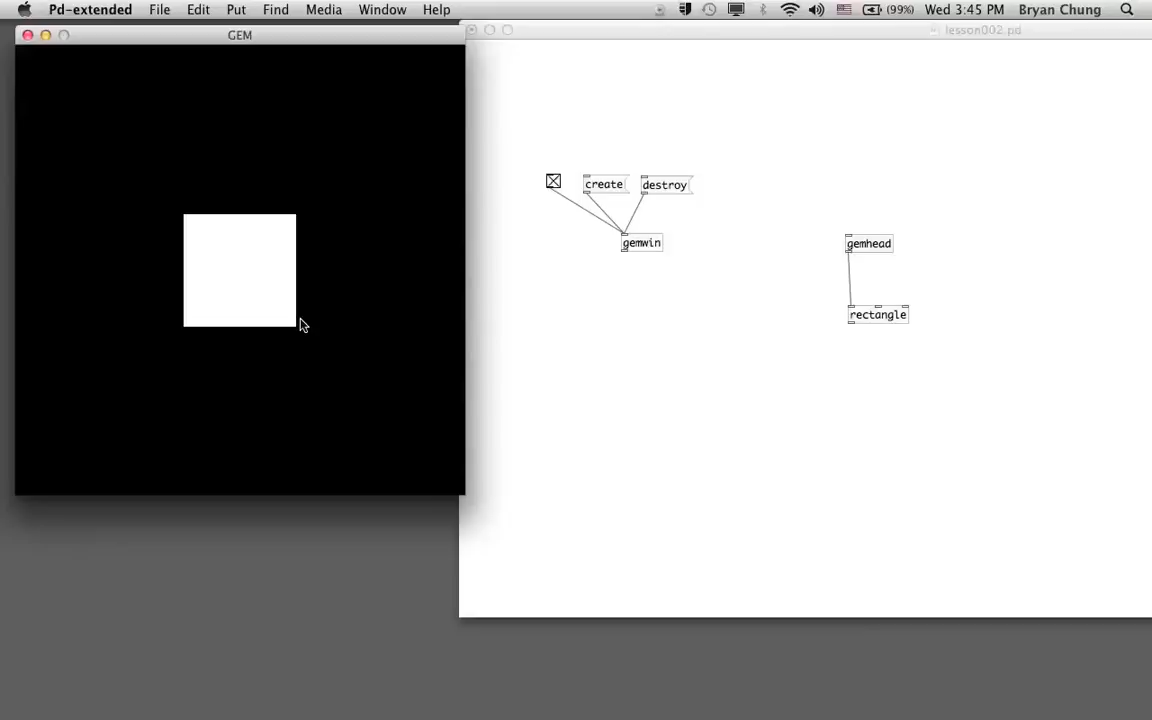 Pd-extended File Edit Put Find Media Window Help (99%) Wed 3:45 PM Bryan Chung
GEM
lesson002.pd
create destroy
gemwin gemhead
rectangle